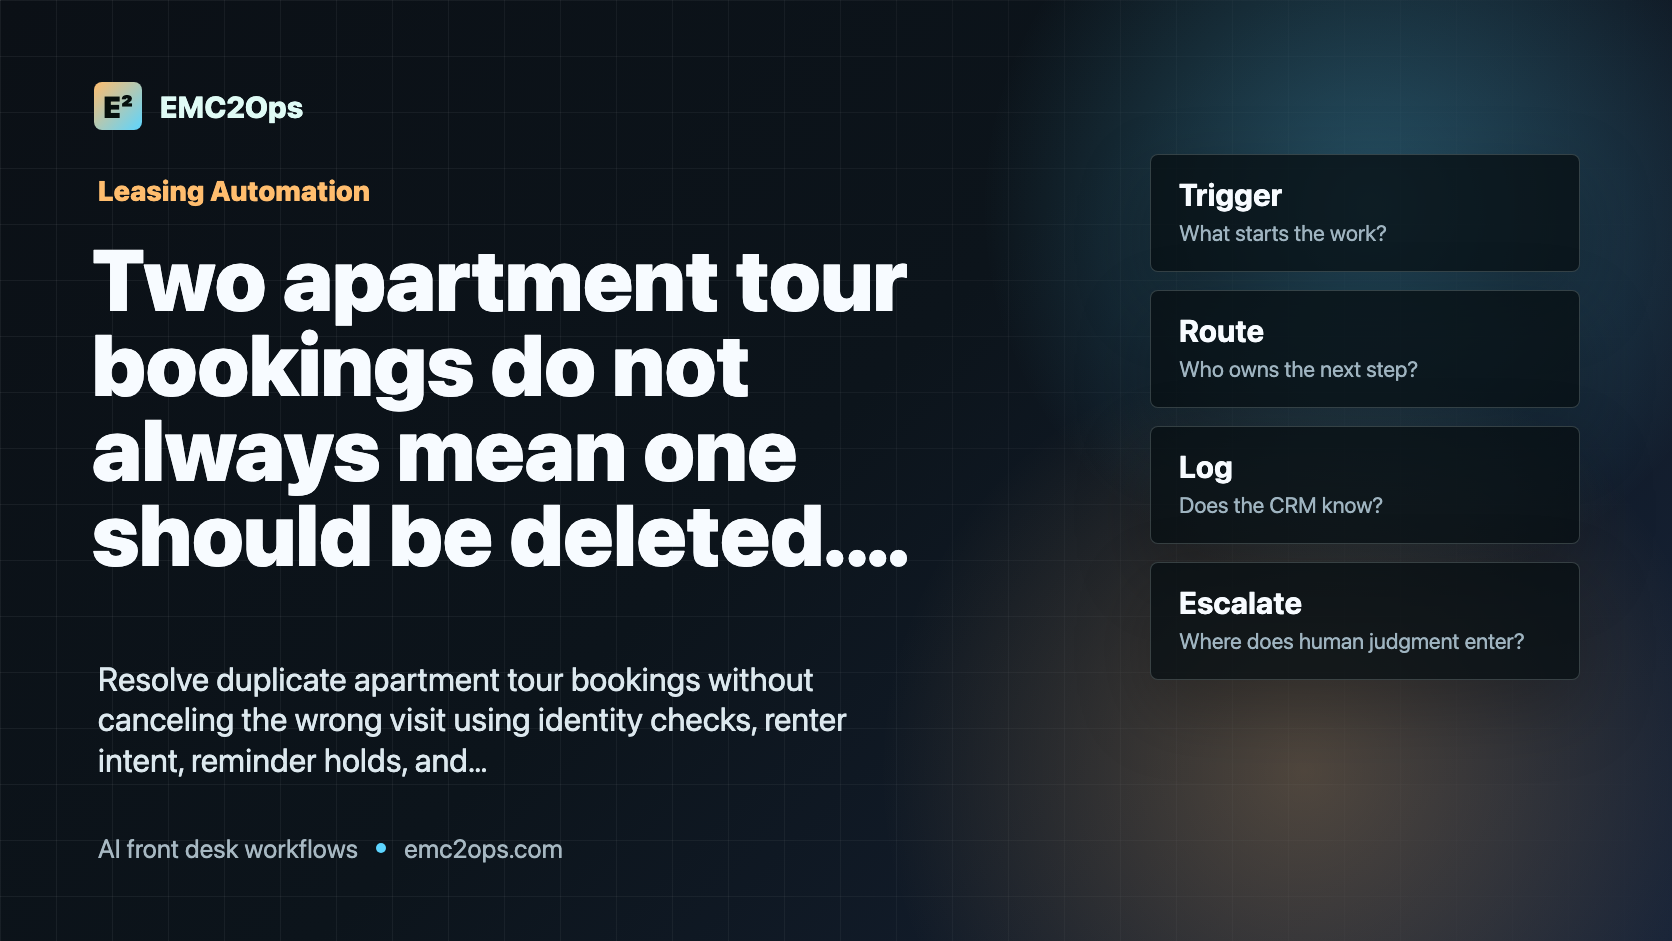 E²
EMC2Ops
Leasing Automation
Two apartment tour
bookings do not
always mean one
should be deleted....
Resolve duplicate apartment tour bookings without
canceling the wrong visit using identity checks, renter
intent, reminder holds, and...
AI front desk workflows • emc2ops.com
Trigger
What starts the work?
Route
Who owns the next step?
Log
Does the CRM know?
Escalate
Where does human judgment enter?